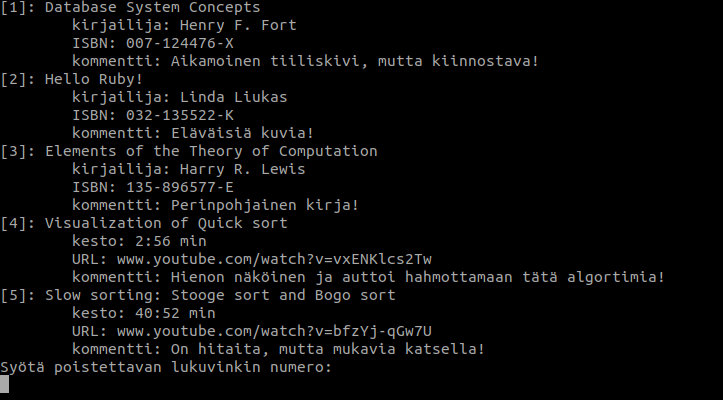 [1]: Database System Concepts
kirjailija: Henry F. Fort
ISBN: 007-124476-X
kommentti: Aikamoinen tiiliskivi, mutta kiinnostava!
[2]: Hello Ruby!
kirjailija: Linda Liukas
ISBN: 032-135522-K
kommentti: Eläväisiä kuvia!
[3]: Elements of the Theory of Computation
kirjailija: Harry R. Lewis
ISBN: 135-896577-E
kommentti: Perinpohjainen kirja!
[4]: Visualization of Quick sort
kesto: 2:56 min
URL: www.youtube.com/watch?v=vxENKlcs2Tw
kommentti: Hienon näköinen ja auttoi hahmottamaan tätä algortimia!
[5]: Slow sorting: Stooge sort and Bogo sort
kesto: 40:52 min
URL: www.youtube.com/watch?v=bfzYj-qGw7U
kommentti: On hitaita, mutta mukavia katsella!
Syötä poistettavan lukuvinkin numero: